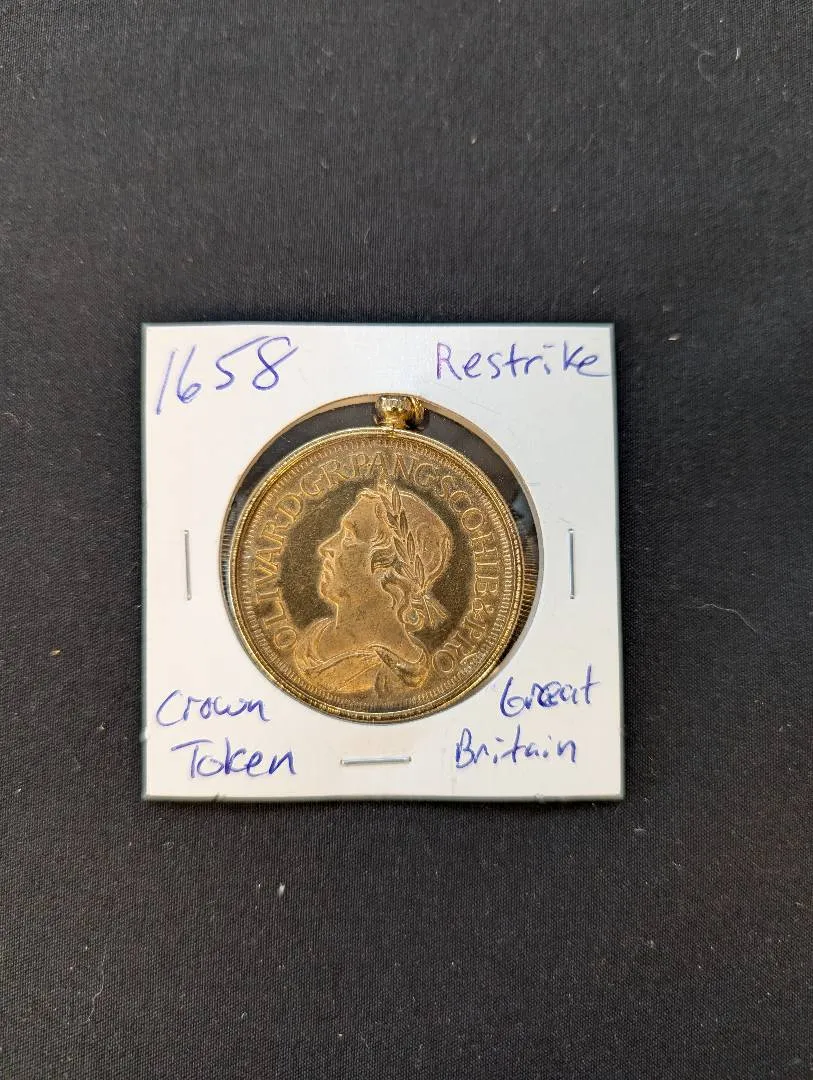 1658
Restrike
OLIVAR·D·G·R·P·ANG·SCO·HIB&PRO
Crown
Token
Great
Britain